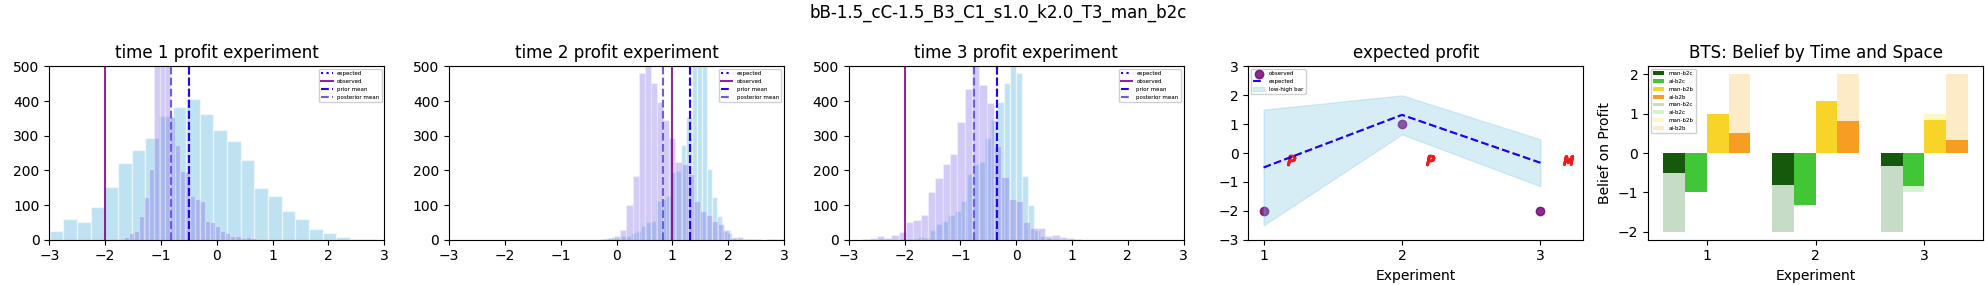 bB-1.5_cC-1.5_B3_C1_s1.0_k2.0_T3_man_b2c
time 1 profit experiment
500
400
300
200
100
0
−3 −2 −1 0 1 2 3
expected
observed
prior mean
posterior mean
time 2 profit experiment
500
400
300
200
100
0
−3 −2 −1 0 1 2 3
expected
observed
prior mean
posterior mean
time 3 profit experiment
500
400
300
200
100
0
−3 −2 −1 0 1 2 3
expected
observed
prior mean
posterior mean
expected profit
3
2
1
0
−1
−2
−3
observed
expected
low-high bar
P P M
1 2 3
Experiment
BTS: Belief by Time and Space
Belief on Profit
2
1
0
−1
−2
man-b2c
ai-b2c
man-b2b
ai-b2b
man-b2c
ai-b2c
man-b2b
ai-b2b
1 2 3
Experiment